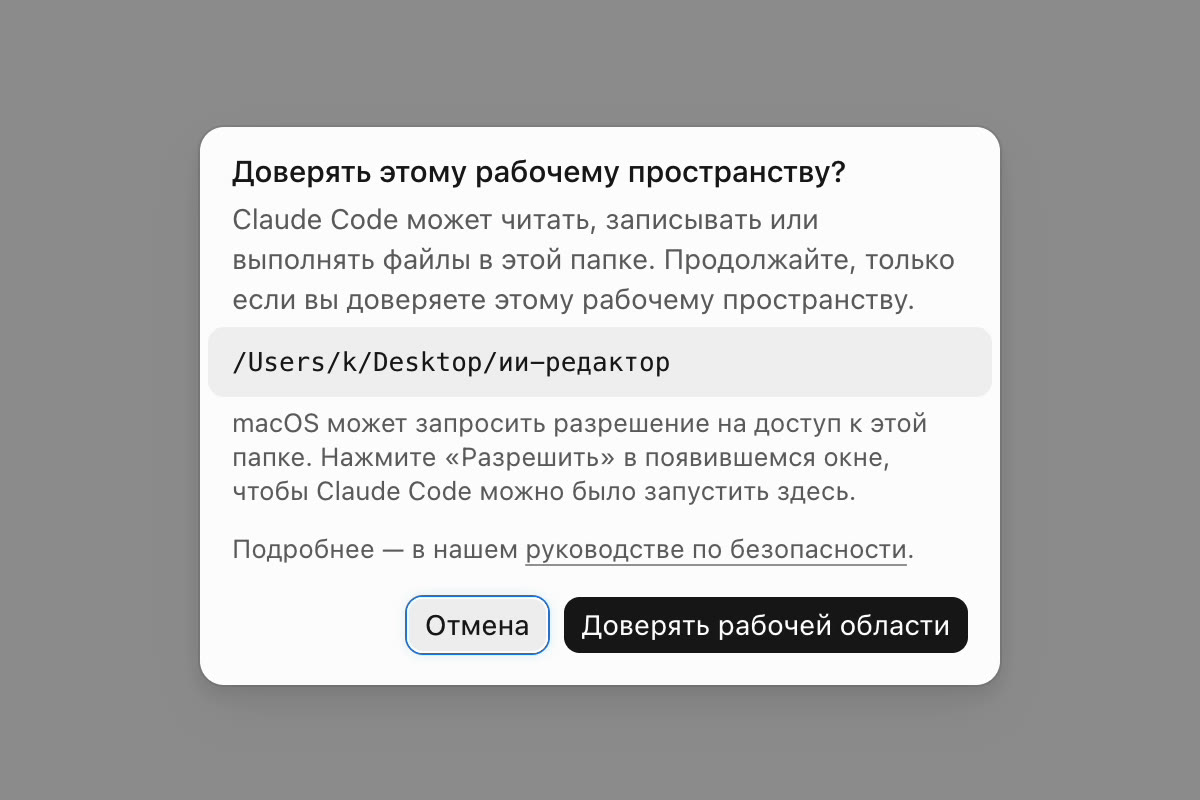 Доверять этому рабочему пространству?
Claude Code может читать, записывать или
выполнять файлы в этой папке. Продолжайте, только
если вы доверяете этому рабочему пространству.
/Users/k/Desktop/ии-редактор
macOS может запросить разрешение на доступ к этой
папке. Нажмите «Разрешить» в появившемся окне,
чтобы Claude Code можно было запустить здесь.
Подробнее — в нашем руководстве по безопасности.
Отмена
Доверять рабочей области